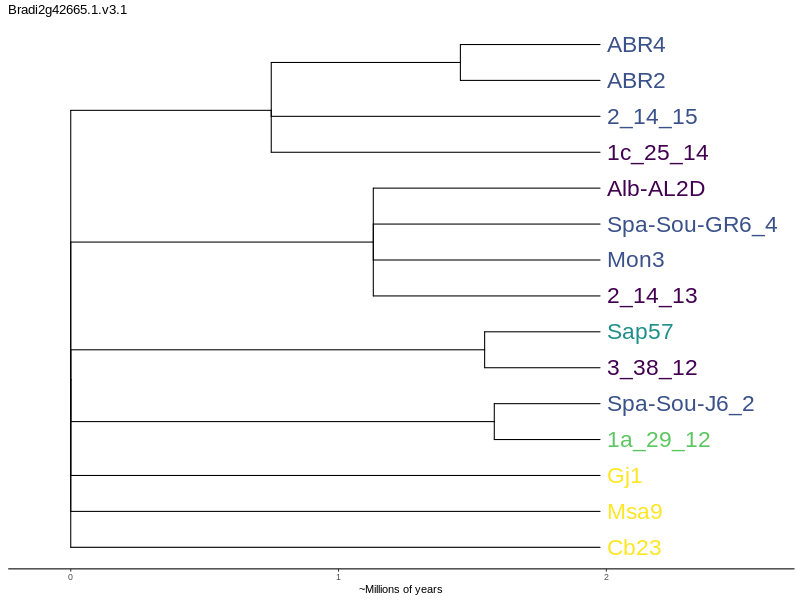 Bradi2g42665.1.v3.1
ABR4
ABR2
2_14_15
1c_25_14
Alb-AL2D
Spa-Sou-GR6_4
Mon3
2_14_13
Sap57
3_38_12
Spa-Sou-J6_2
1a_29_12
Gj1
Msa9
Cb23
0 1 2
~Millions of years